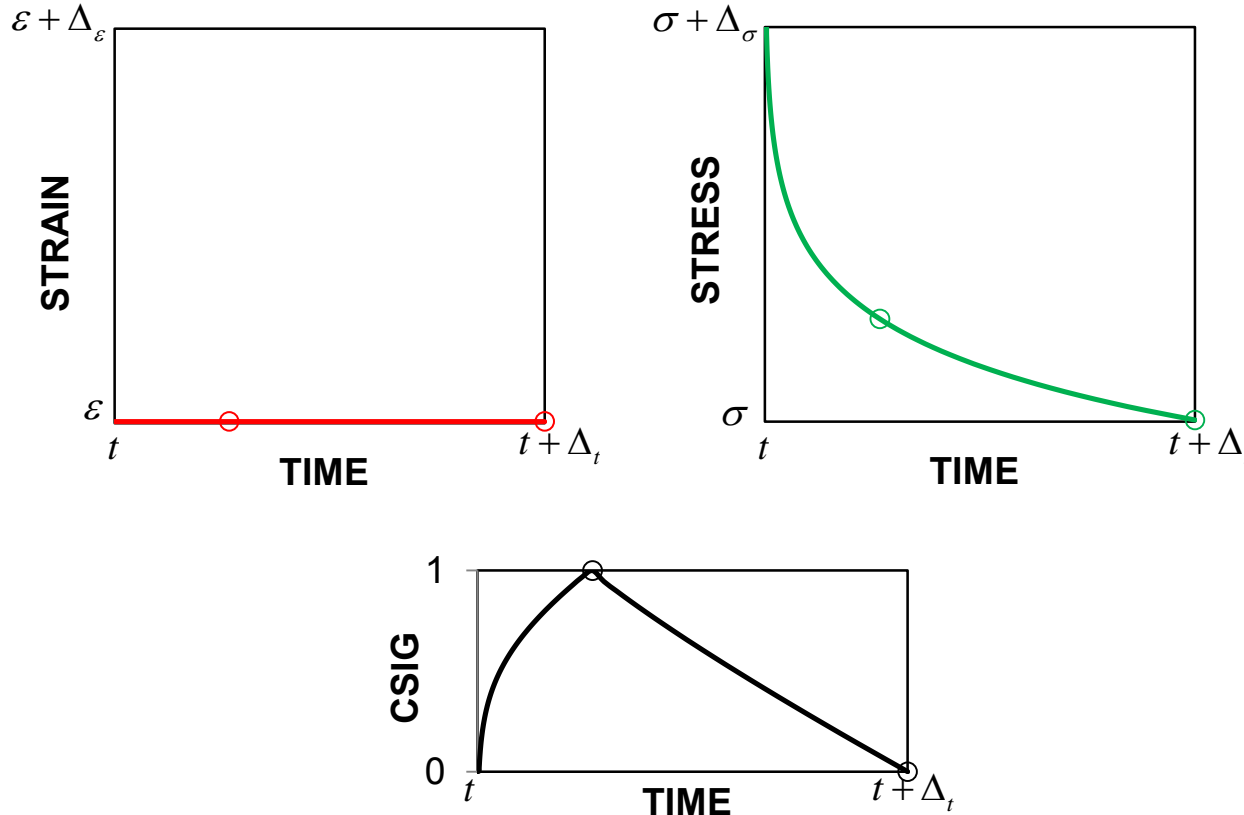 ε + Δ_ε
STRAIN
ε
t
t + Δ_t
TIME
σ + Δ_σ
STRESS
σ
t
t + Δ
TIME
1
CSIG
0
t
t + Δ_t
TIME